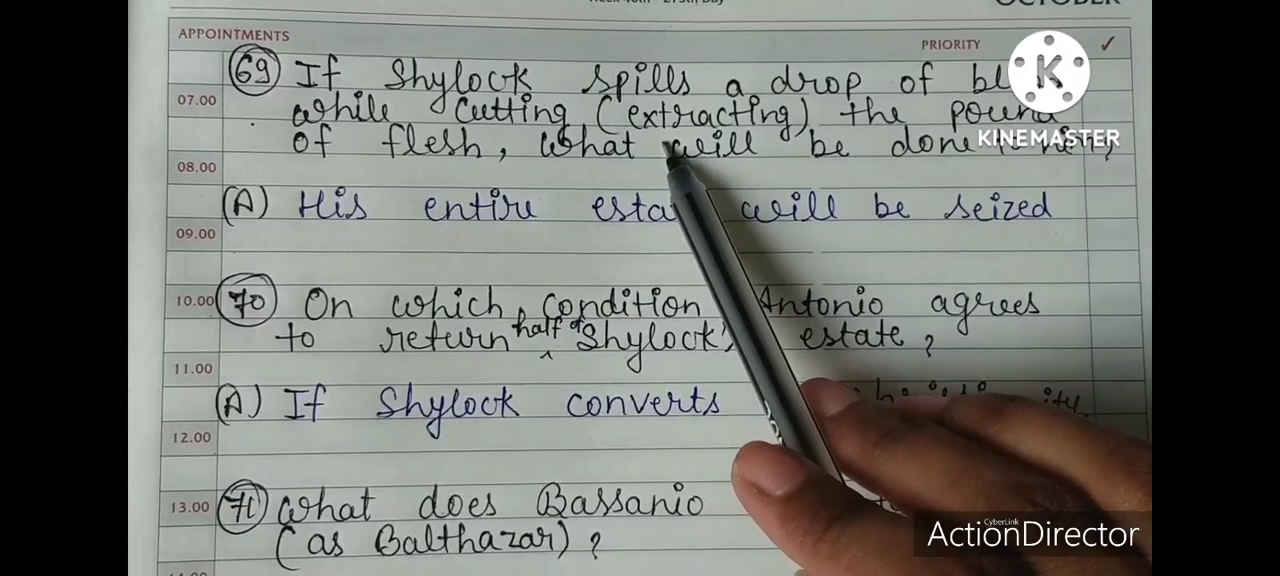 APPOINTMENTS
PRIORITY ✓
69 If Shylock spills a drop of
07.00 while cutting (extracting) the pound
of flesh, what will be done
08.00
(A) His entire will be seized
09.00
10.00 70 On which condition Antonio agrees
to return half of Shylock's estate?
11.00
(A) If Shylock converts
12.00
13.00 71 What does Bassanio
(as Balthazar)?
K
KINEMASTER
CyberLink
ActionDirector